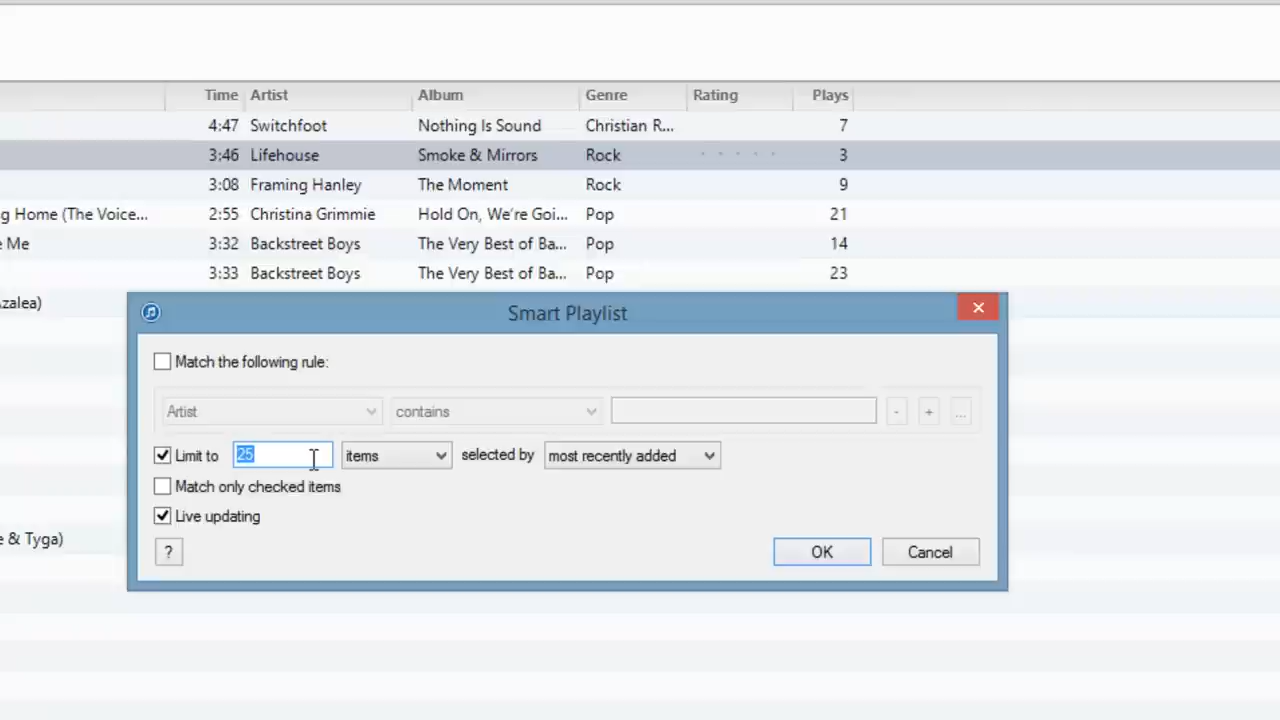 Time Artist Album Genre Rating Plays
4:47 Switchfoot Nothing Is Sound Christian R... 7
3:46 Lifehouse Smoke & Mirrors Rock 3
3:08 Framing Hanley The Moment Rock 9
g Home (The Voice... 2:55 Christina Grimmie Hold On, We're Goi... Pop 21
e Me 3:32 Backstreet Boys The Very Best of Ba... Pop 14
3:33 Backstreet Boys The Very Best of Ba... Pop 23
Azalea)
Smart Playlist
Match the following rule:
Artist contains - + ...
Limit to 25 items selected by most recently added
Match only checked items
e & Tyga)
Live updating
? OK Cancel